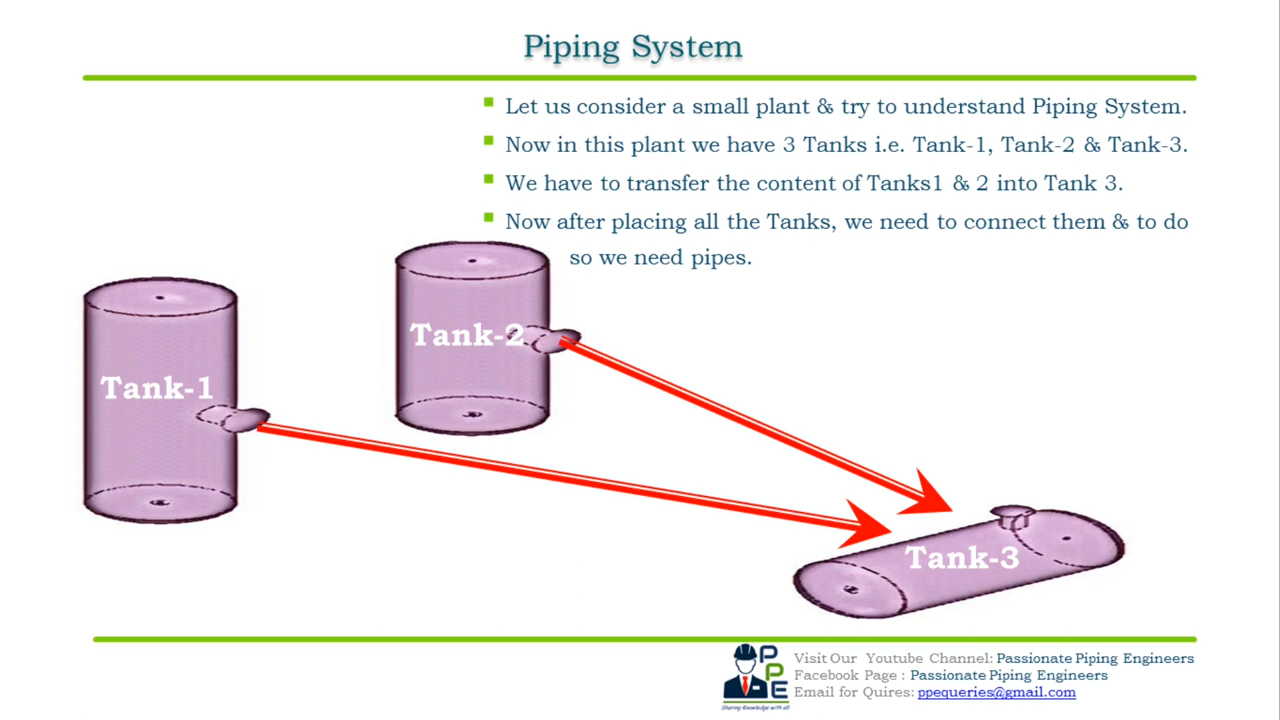 Piping System
Let us consider a small plant & try to understand Piping System.
Now in this plant we have 3 Tanks i.e. Tank-1, Tank-2 & Tank-3.
We have to transfer the content of Tanks1 & 2 into Tank 3.
Now after placing all the Tanks, we need to connect them & to do
so we need pipes.
Tank-2
Tank-1
Tank-3
PPE
Sharing Knowledge with all
Visit Our Youtube Channel: Passionate Piping Engineers
Facebook Page : Passionate Piping Engineers
Email for Quires: ppequeries@gmail.com